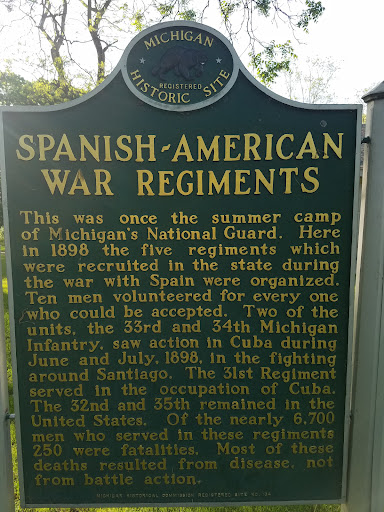 MICHIGAN
REGISTERED
HISTORIC SITE
SPANISH-AMERICAN
WAR REGIMENTS
This was once the summer camp
of Michigan's National Guard. Here
in 1898 the five regiments which
were recruited in the state during
the war with Spain were organized.
Ten men volunteered for every one
who could be accepted. Two of the
units, the 33rd and 34th Michigan
Infantry, saw action in Cuba during
June and July, 1898, in the fighting
around Santiago. The 31st Regiment
served in the occupation of Cuba.
The 32nd and 35th remained in the
United States. Of the nearly 6,700
men who served in these regiments
250 were fatalities. Most of these
deaths resulted from disease, not
from battle action.
MICHIGAN HISTORICAL COMMISSION REGISTERED SITE NO.